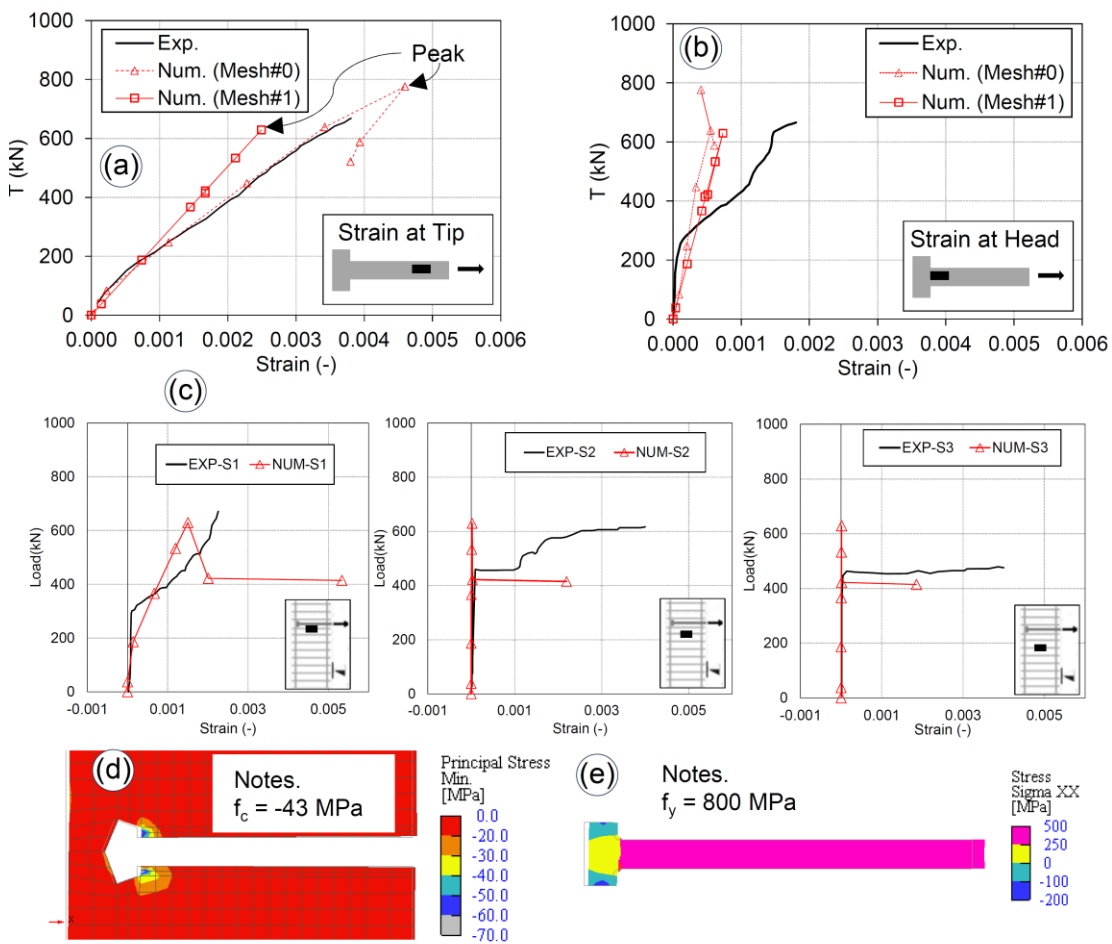 (a)
1000
800
600
400
200
0
T (kN)
Exp.
Num. (Mesh#0)
Num. (Mesh#1)
Peak
Strain at Tip
0.000 0.001 0.002 0.003 0.004 0.005 0.006
Strain (-)
(b)
1000
800
600
400
200
0
T (kN)
Exp.
Num. (Mesh#0)
Num. (Mesh#1)
Strain at Head
0.000 0.001 0.002 0.003 0.004 0.005 0.006
Strain (-)
(c)
1000
800
600
400
200
0
Load(kN)
EXP-S1 NUM-S1
-0.001 0.001 0.003 0.005
Strain (-)
1000
800
600
400
200
0
Load(kN)
EXP-S2 NUM-S2
-0.001 0.001 0.003 0.005
Strain (-)
1000
800
600
400
200
0
Load(kN)
EXP-S3 NUM-S3
-0.001 0.001 0.003 0.005
Strain (-)
(d)
Notes.
fc = -43 MPa
Principal Stress
Min.
[MPa]
0.0
-20.0
-30.0
-40.0
-50.0
-60.0
-70.0
x
(e)
Notes.
fy = 800 MPa
Stress
Sigma XX
[MPa]
500
250
0
-100
-200